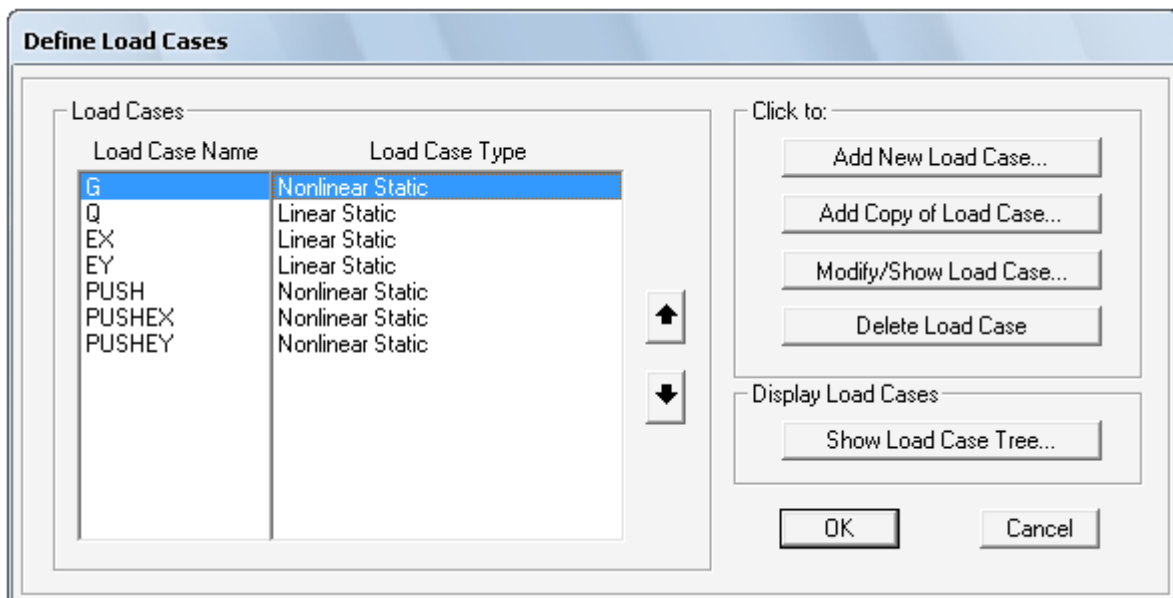 Define Load Cases
Load Cases
Load Case Name Load Case Type
G Nonlinear Static
Q Linear Static
EX Linear Static
EY Linear Static
PUSH Nonlinear Static
PUSHEX Nonlinear Static
PUSHEY Nonlinear Static
Click to:
Add New Load Case...
Add Copy of Load Case...
Modify/Show Load Case...
Delete Load Case
Display Load Cases
Show Load Case Tree...
OK Cancel